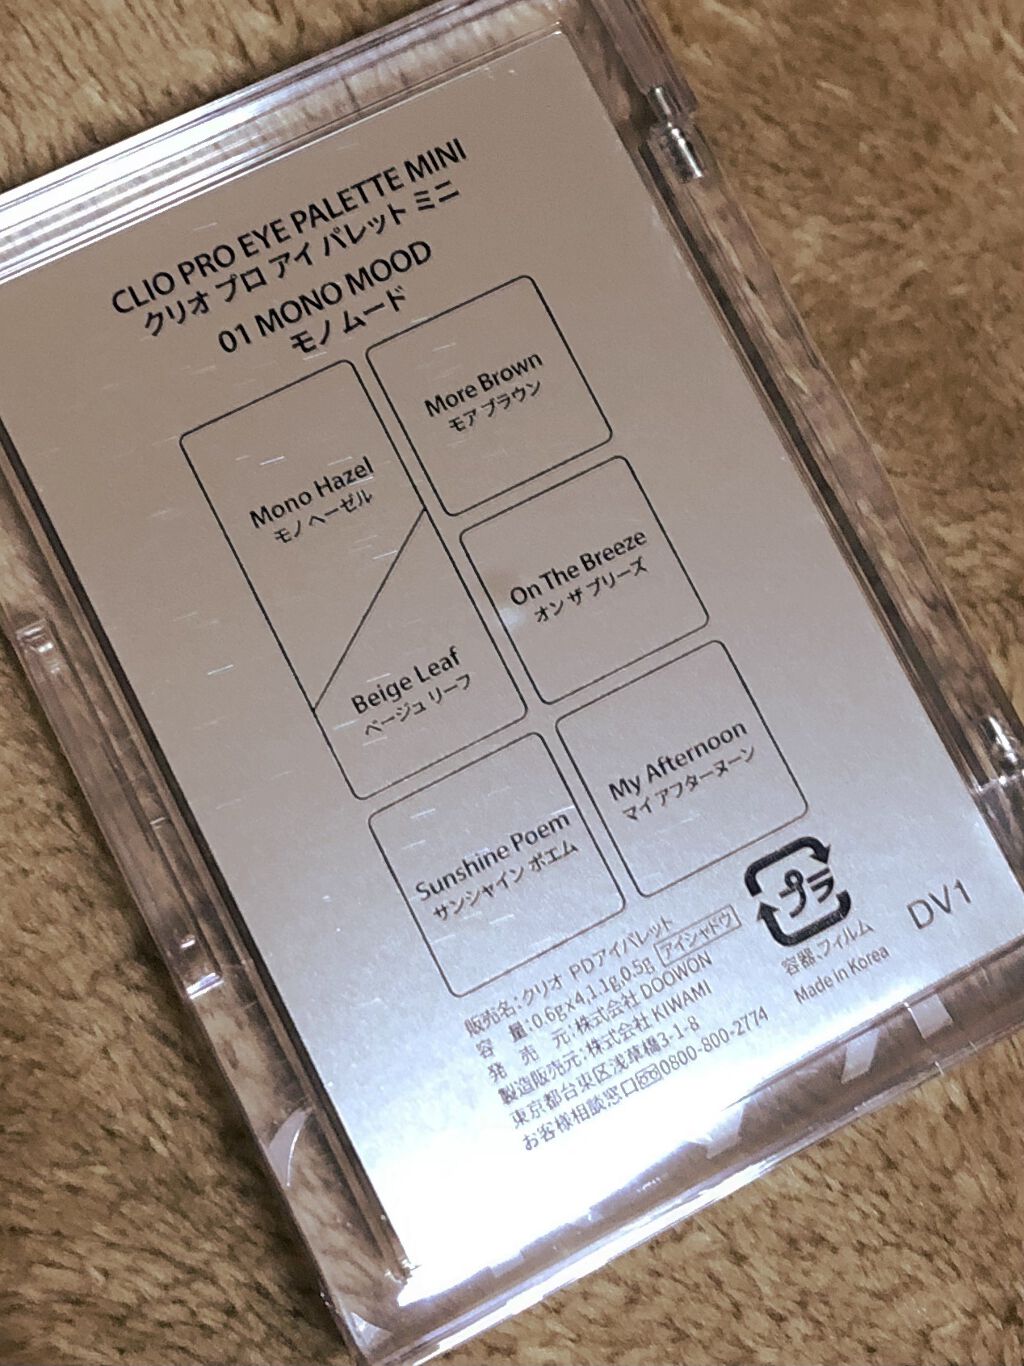 CLIO PRO EYE PALETTE MINI
クリオ プロ アイ パレット ミニ
01 MONO MOOD
モノ ムード
More Brown
モア ブラウン
Mono Hazel
モノ ヘーゼル
On The Breeze
オン ザ ブリーズ
Beige Leaf
ベージュ リーフ
My Afternoon
マイ アフターヌーン
Sunshine Poem
サンシャイン ポエム
販売名:クリオ PDアイパレット
容 量:0.6g×4,1.1g,0.5g アイシャドウ
発 売 元:株式会社 DOOWON
製造販売元:株式会社 KIWAMI
東京都台東区浅草橋3-1-8
お客様相談窓口 0800-800-2774
プラ
容器、フィルム
Made in Korea
DV1